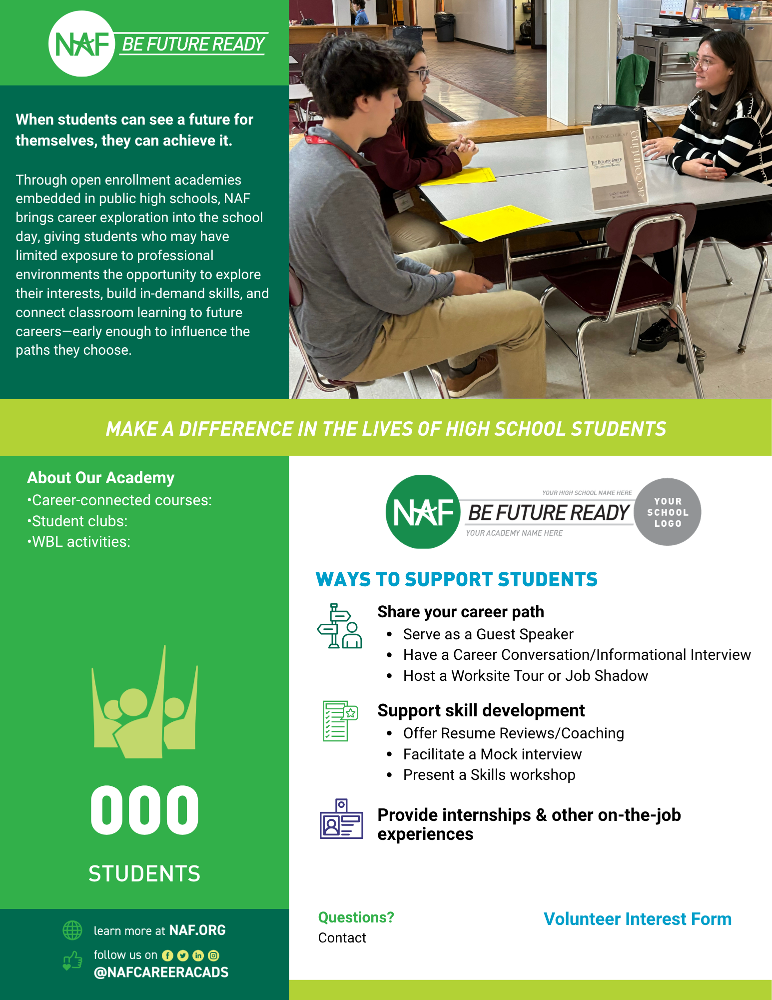 NAF BE FUTURE READY
When students can see a future for
themselves, they can achieve it.
Through open enrollment academies
embedded in public high schools, NAF
brings career exploration into the school
day, giving students who may have
limited exposure to professional
environments the opportunity to explore
their interests, build in-demand skills, and
connect classroom learning to future
careers—early enough to influence the
paths they choose.
THE BONADIO GROUP
THE BONADIO GROUP
accounting
Accountant
MAKE A DIFFERENCE IN THE LIVES OF HIGH SCHOOL STUDENTS
About Our Academy
•Career-connected courses:
•Student clubs:
•WBL activities:
000
STUDENTS
learn more at NAF.ORG
follow us on
@NAFCAREERACADS
YOUR HIGH SCHOOL NAME HERE
NAF BE FUTURE READY
YOUR ACADEMY NAME HERE
YOUR
SCHOOL
LOGO
WAYS TO SUPPORT STUDENTS
Share your career path
• Serve as a Guest Speaker
• Have a Career Conversation/Informational Interview
• Host a Worksite Tour or Job Shadow
Support skill development
• Offer Resume Reviews/Coaching
• Facilitate a Mock interview
• Present a Skills workshop
Provide internships & other on-the-job
experiences
Questions?
Contact
Volunteer Interest Form